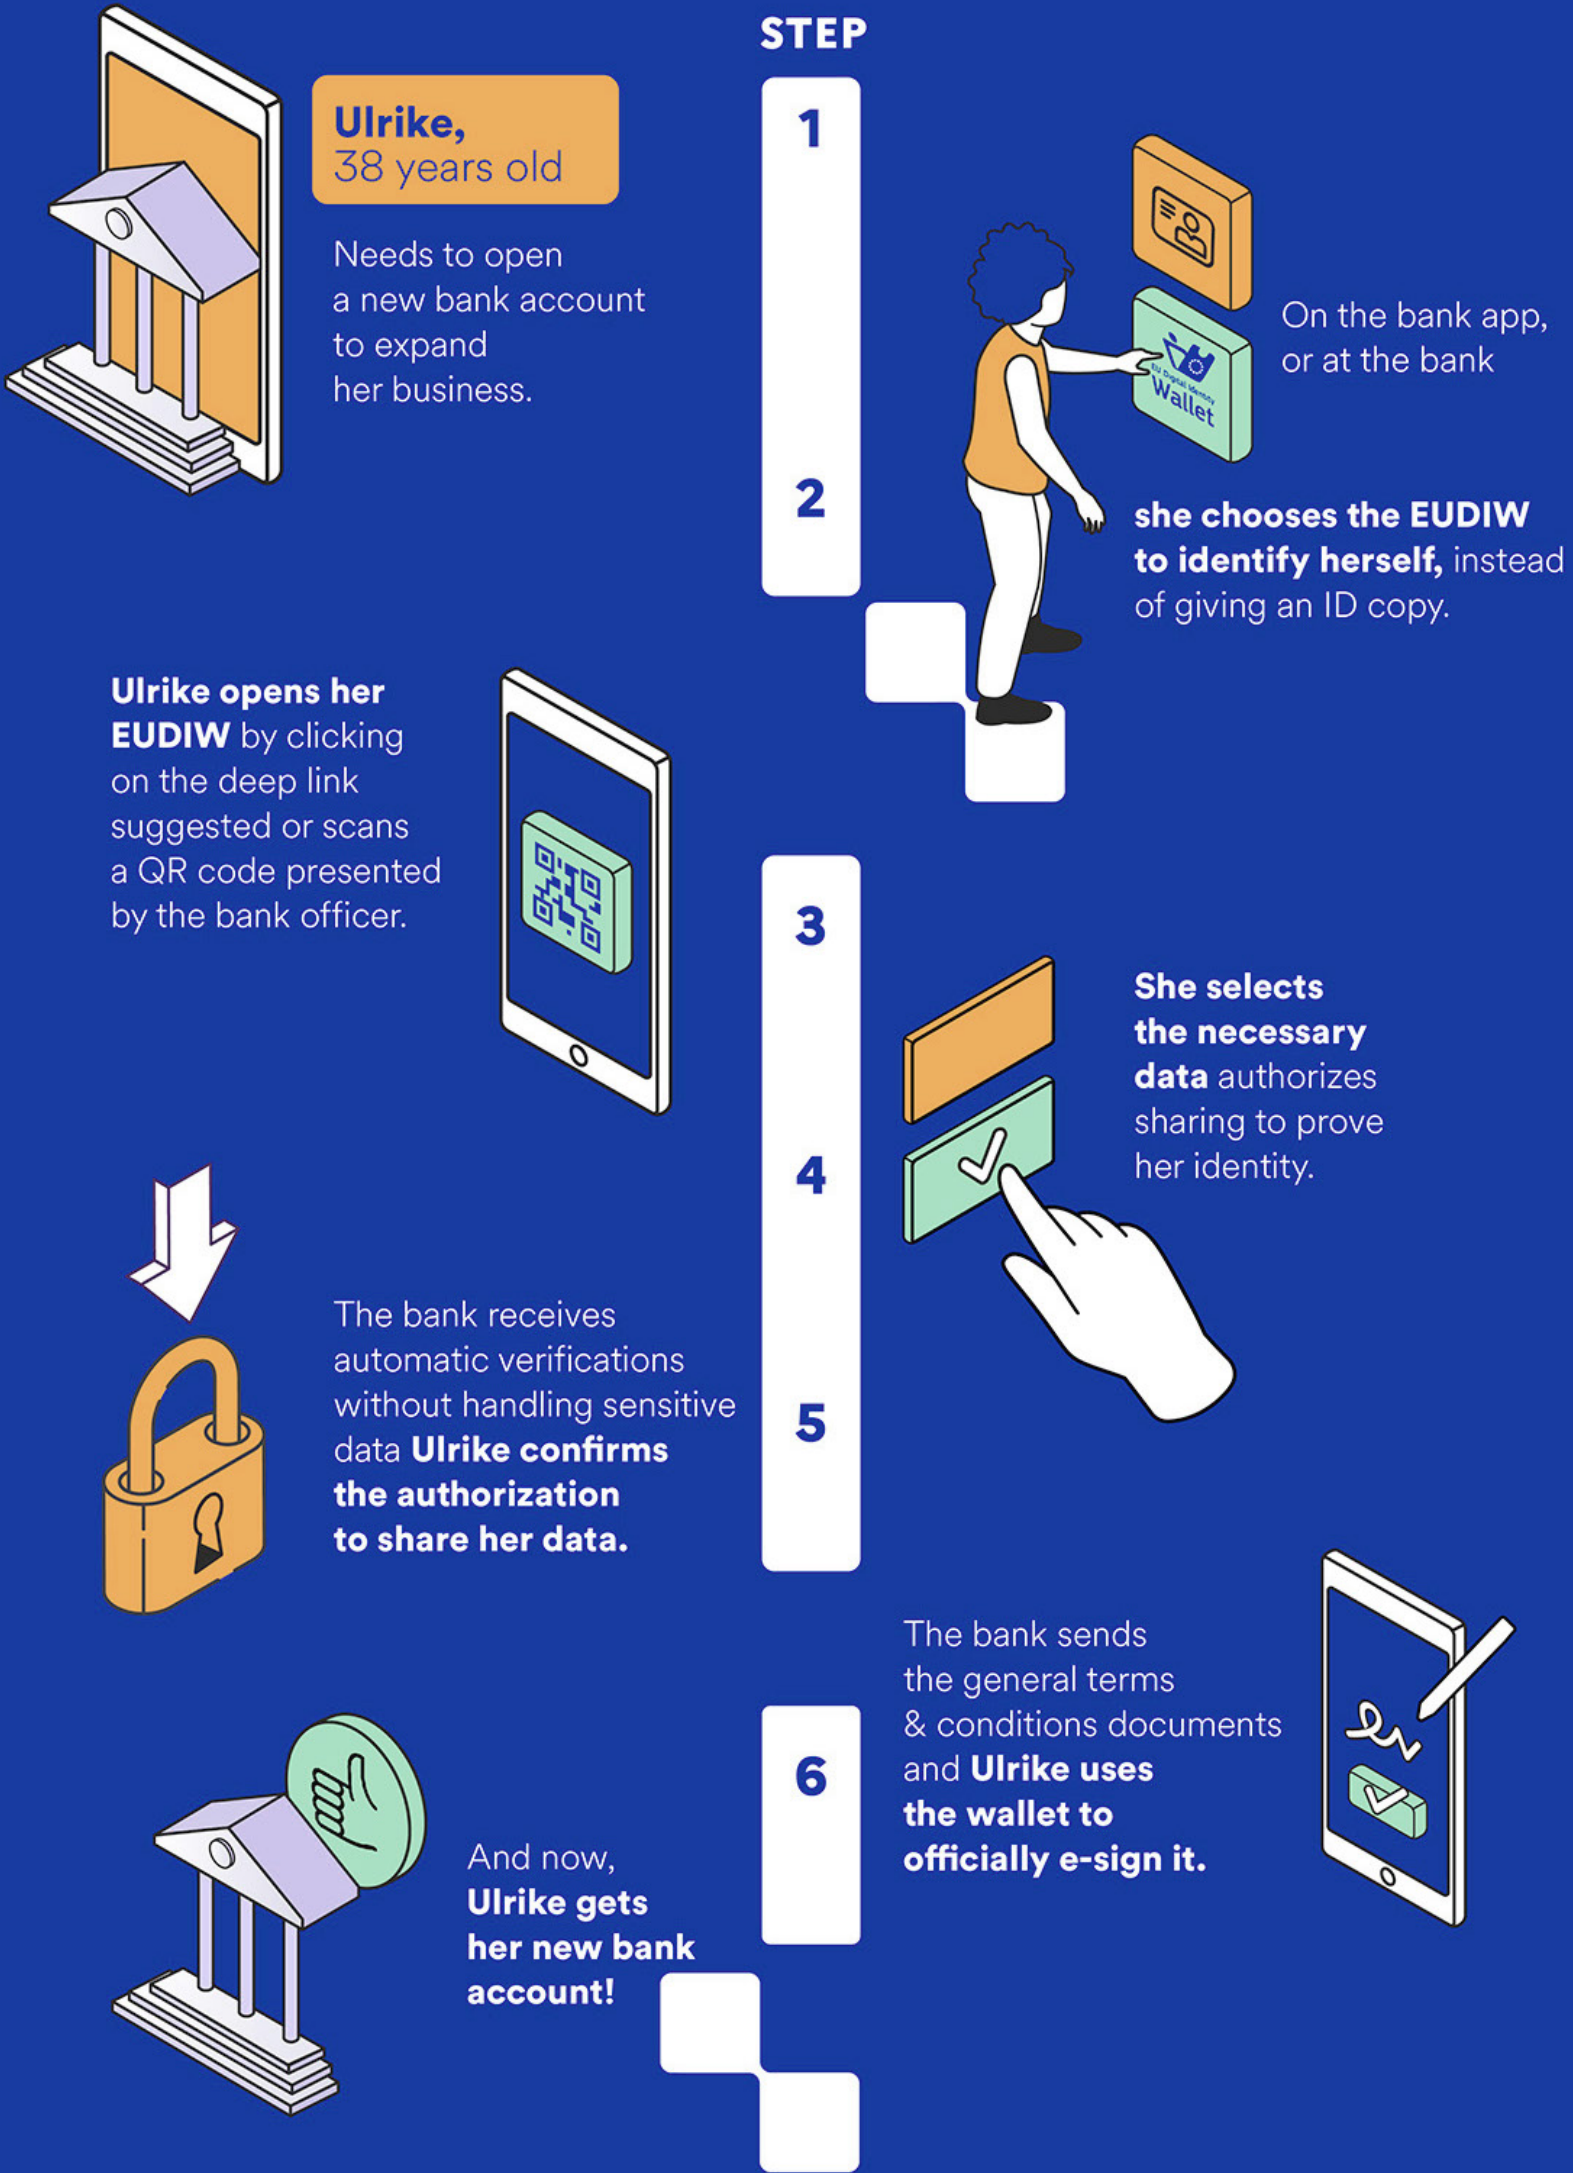 STEP
1
Ulrike,
38 years old
Needs to open
a new bank account
to expand
her business.
2
On the bank app,
or at the bank
EU Digital Identity
Wallet
she chooses the EUDIW
to identify herself, instead
of giving an ID copy.
3
Ulrike opens her
EUDIW by clicking
on the deep link
suggested or scans
a QR code presented
by the bank officer.
4
She selects
the necessary
data authorizes
sharing to prove
her identity.
5
The bank receives
automatic verifications
without handling sensitive
data Ulrike confirms
the authorization
to share her data.
6
The bank sends
the general terms
& conditions documents
and Ulrike uses
the wallet to
officially e-sign it.
And now,
Ulrike gets
her new bank
account!